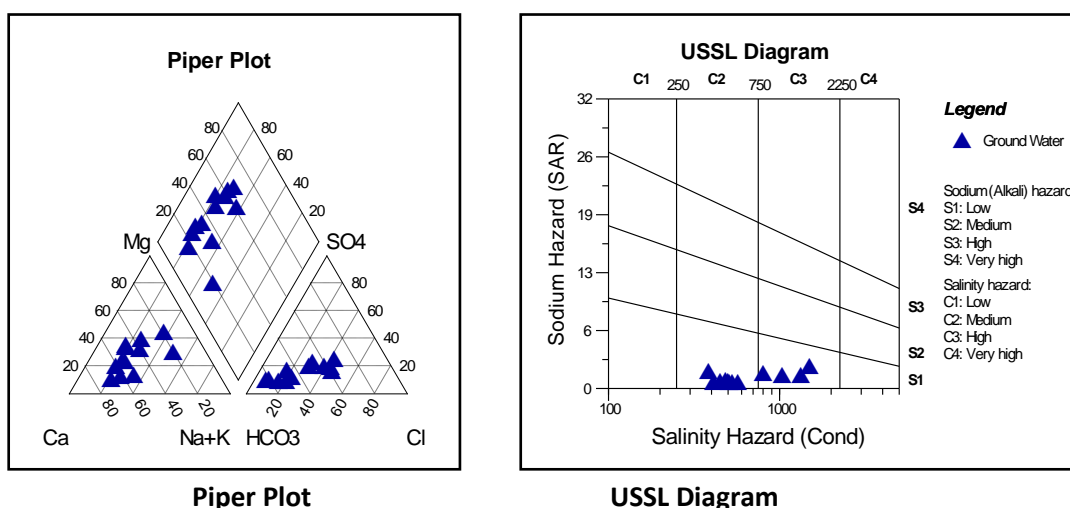 Piper Plot
80 80
60 60
40 40
20 20
Mg SO4
80 80
60 60
40 40
20 20
80 60 40 20 20 40 60 80
Ca Na+K HCO3 Cl
Piper Plot
USSL Diagram
C1 250 C2 750 C3 2250 C4
32
26
19
13
6
0
Sodium Hazard (SAR)
S4
S3
S2
S1
100 1000
Salinity Hazard (Cond)
Legend
Ground Water
Sodium (Alkali) hazard:
S1: Low
S2: Medium
S3: High
S4: Very high
Salinity hazard:
C1: Low
C2: Medium
C3: High
C4: Very high
USSL Diagram